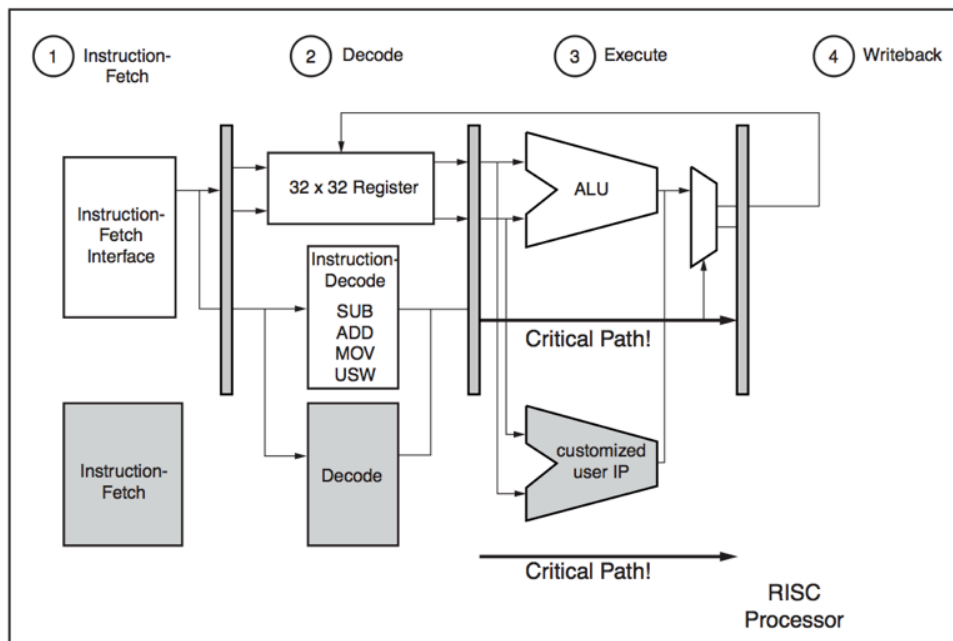 1
Instruction-
Fetch
2
Decode
3
Execute
4
Writeback
32 x 32 Register
ALU
Instruction-
Fetch
Interface
Instruction-
Decode
SUB
ADD
MOV
USW
Critical Path!
Instruction-
Fetch
Decode
customized
user IP
Critical Path!
RISC
Processor